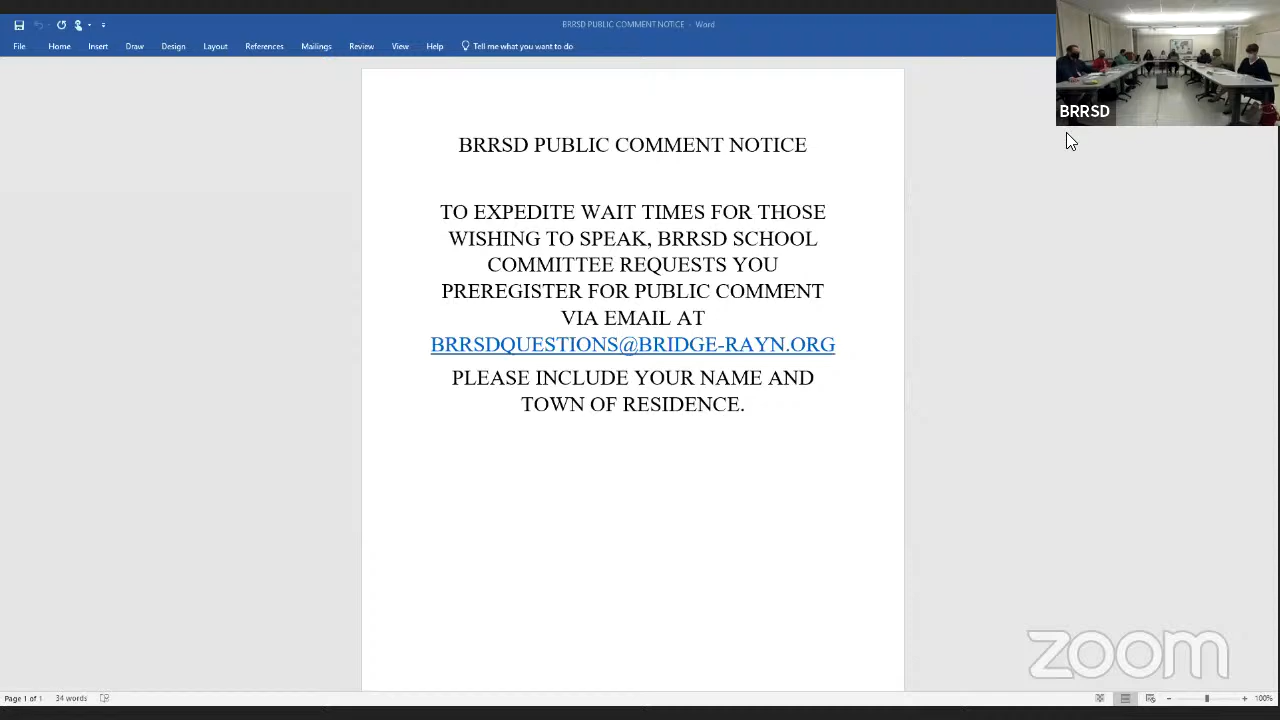 BRRSD PUBLIC COMMENT NOTICE - Word
File Home Insert Draw Design Layout References Mailings Review View Help Tell me what you want to do
BRRSD
BRRSD PUBLIC COMMENT NOTICE
TO EXPEDITE WAIT TIMES FOR THOSE
WISHING TO SPEAK, BRRSD SCHOOL
COMMITTEE REQUESTS YOU
PREREGISTER FOR PUBLIC COMMENT
VIA EMAIL AT
BRRSDQUESTIONS@BRIDGE-RAYN.ORG
PLEASE INCLUDE YOUR NAME AND
TOWN OF RESIDENCE.
zoom
Page 1 of 1 34 words 100%